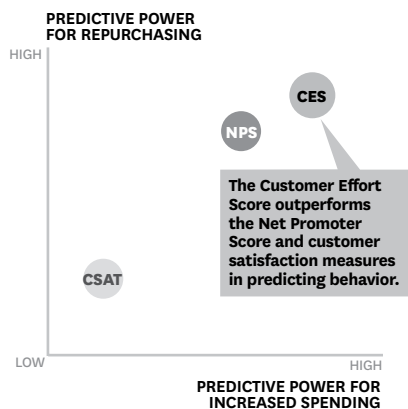 PREDICTIVE POWER
FOR REPURCHASING
HIGH
CES
NPS
The Customer Effort
Score outperforms
the Net Promoter
Score and customer
satisfaction measures
in predicting behavior.
CSAT
LOW
HIGH
PREDICTIVE POWER FOR
INCREASED SPENDING